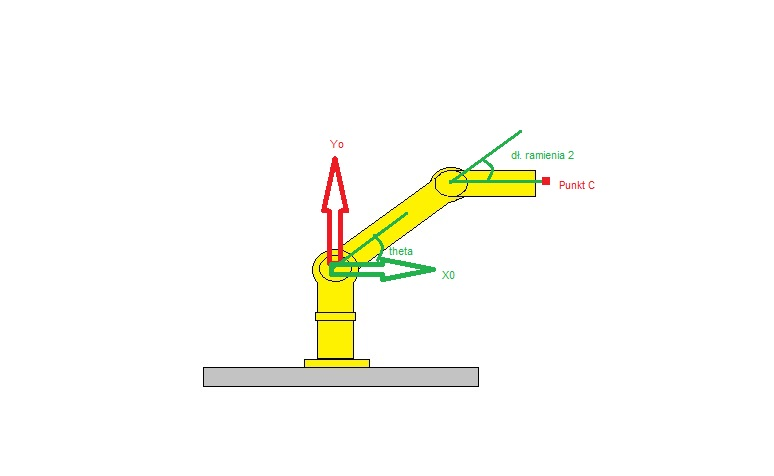 Yo
dł. ramienia 2
Punkt C
theta
X0